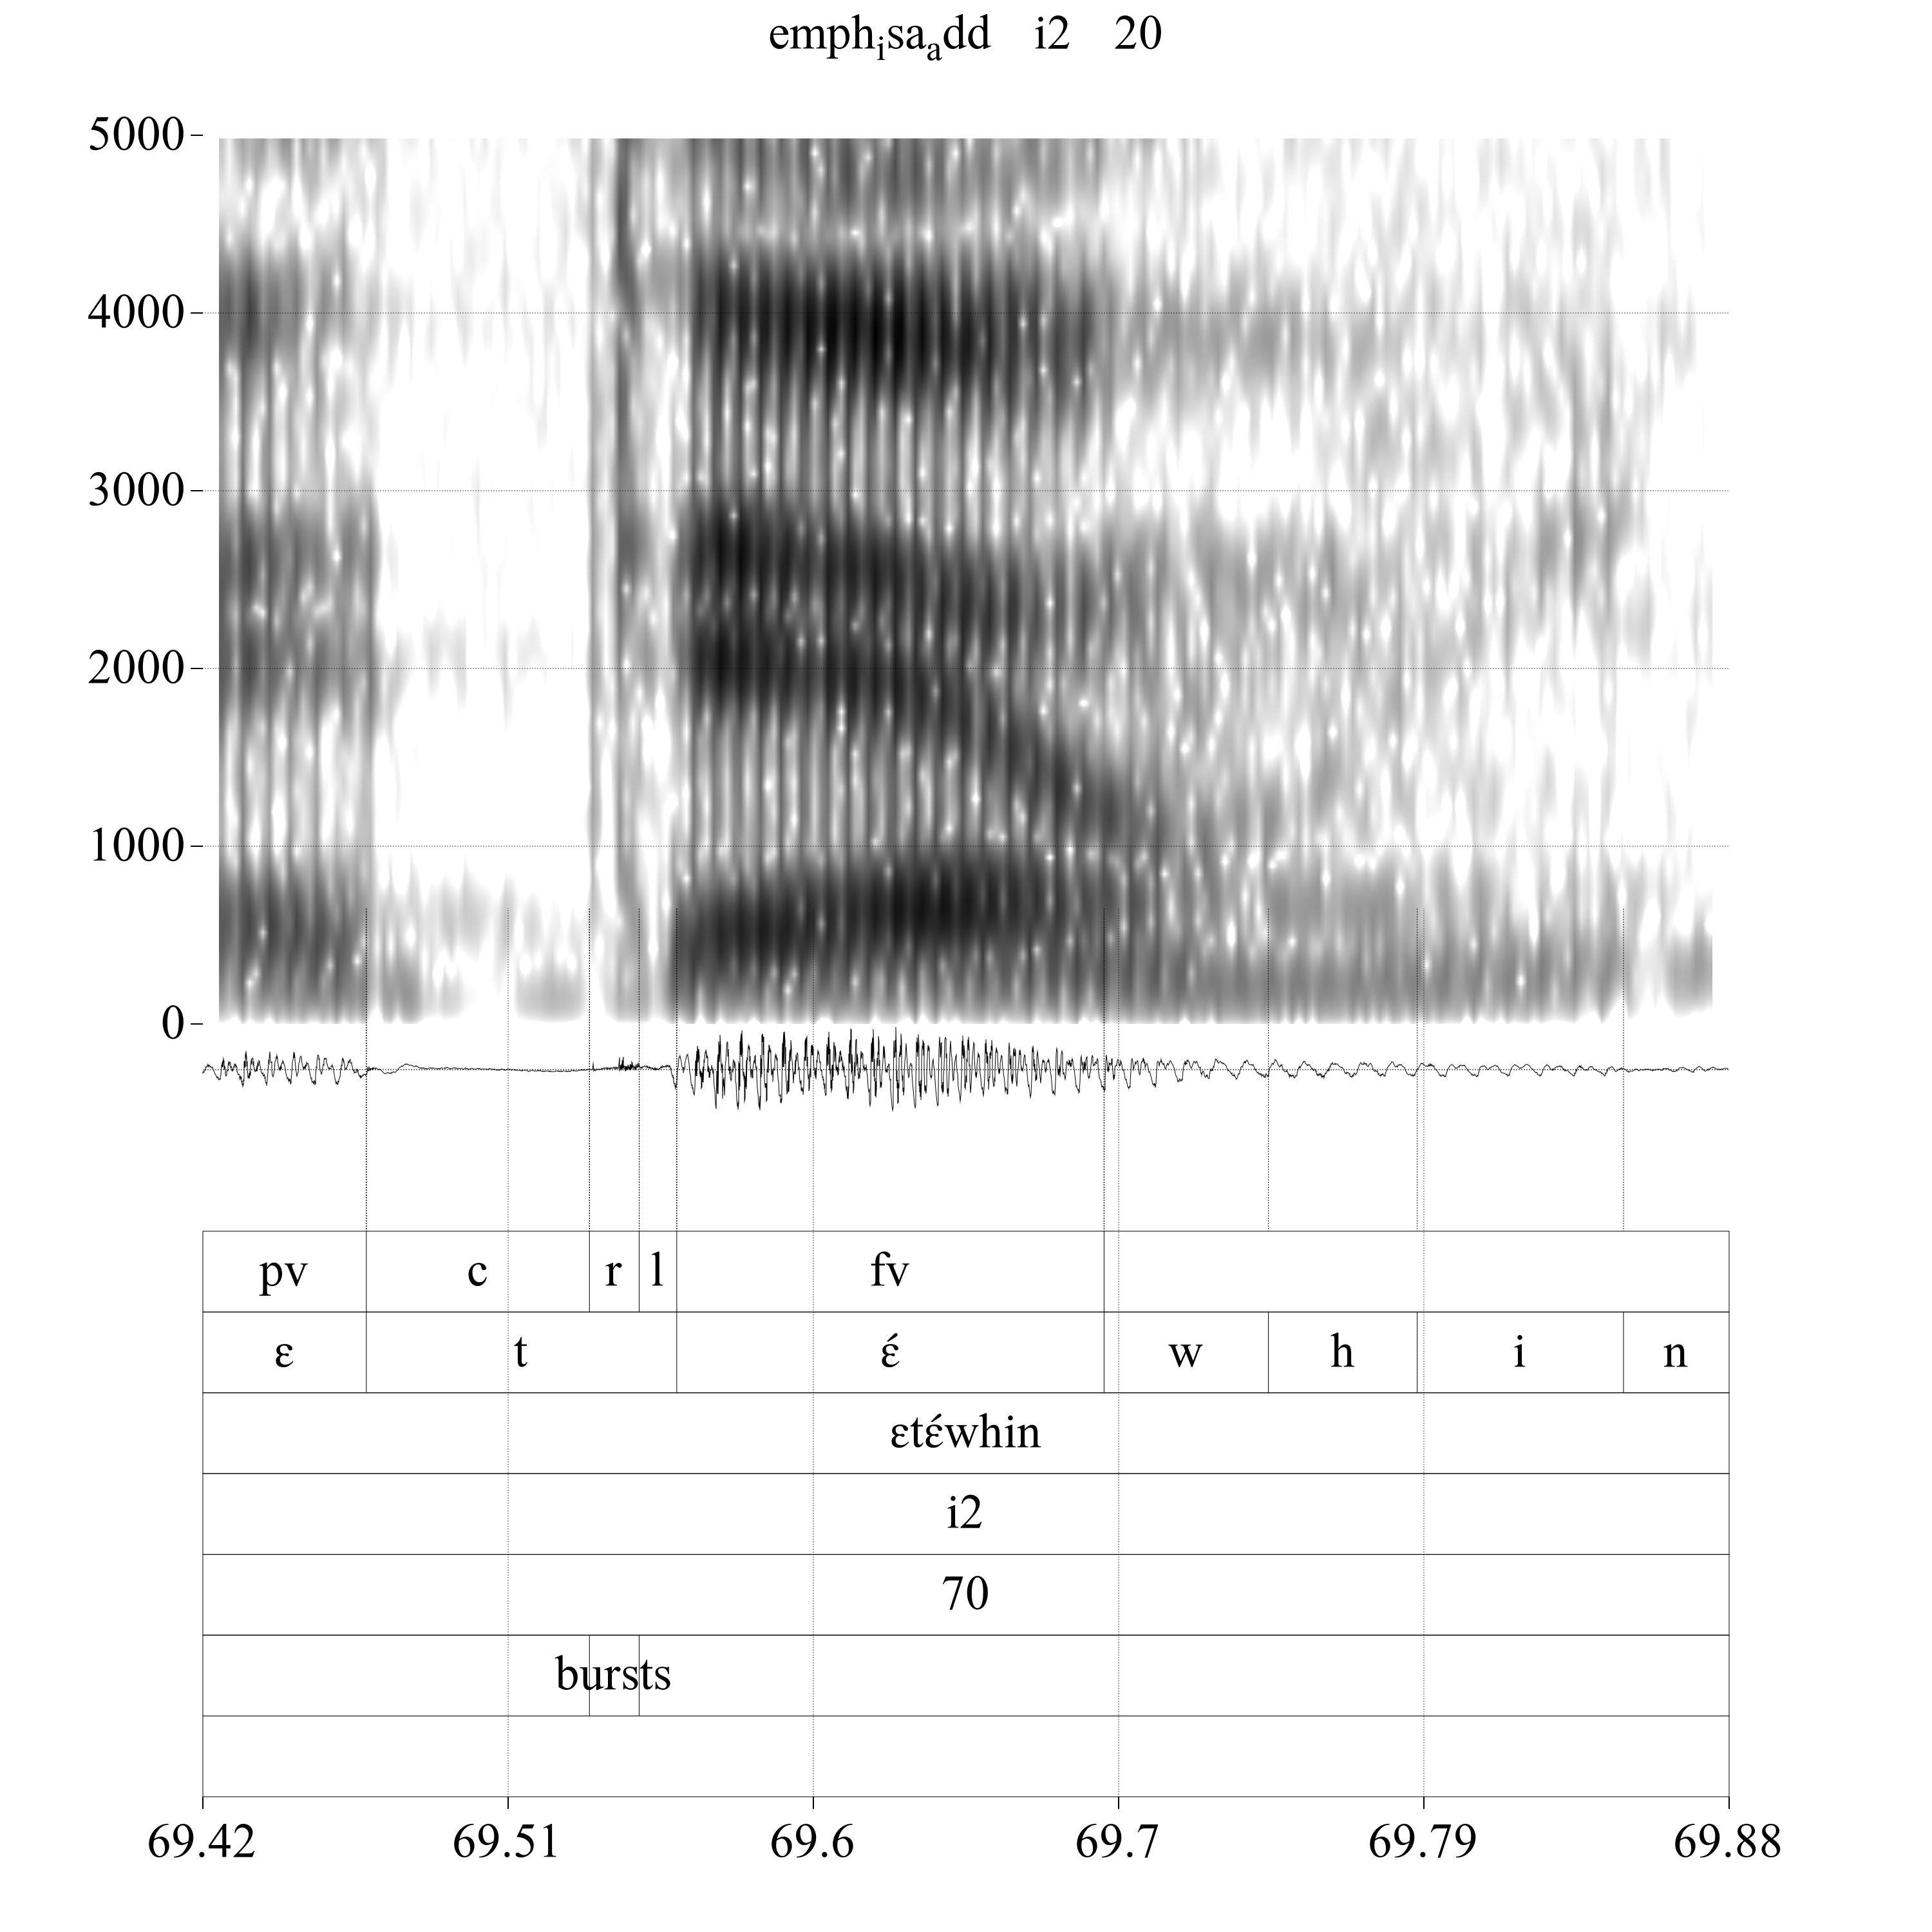 emphᵢsaₐdd i2 20
5000
4000
3000
2000
1000
0
pv c r l fv
ɛ t ɛ́ w h i n
ɛtɛ́whin
i2
70
bursts
69.42 69.51 69.6 69.7 69.79 69.88